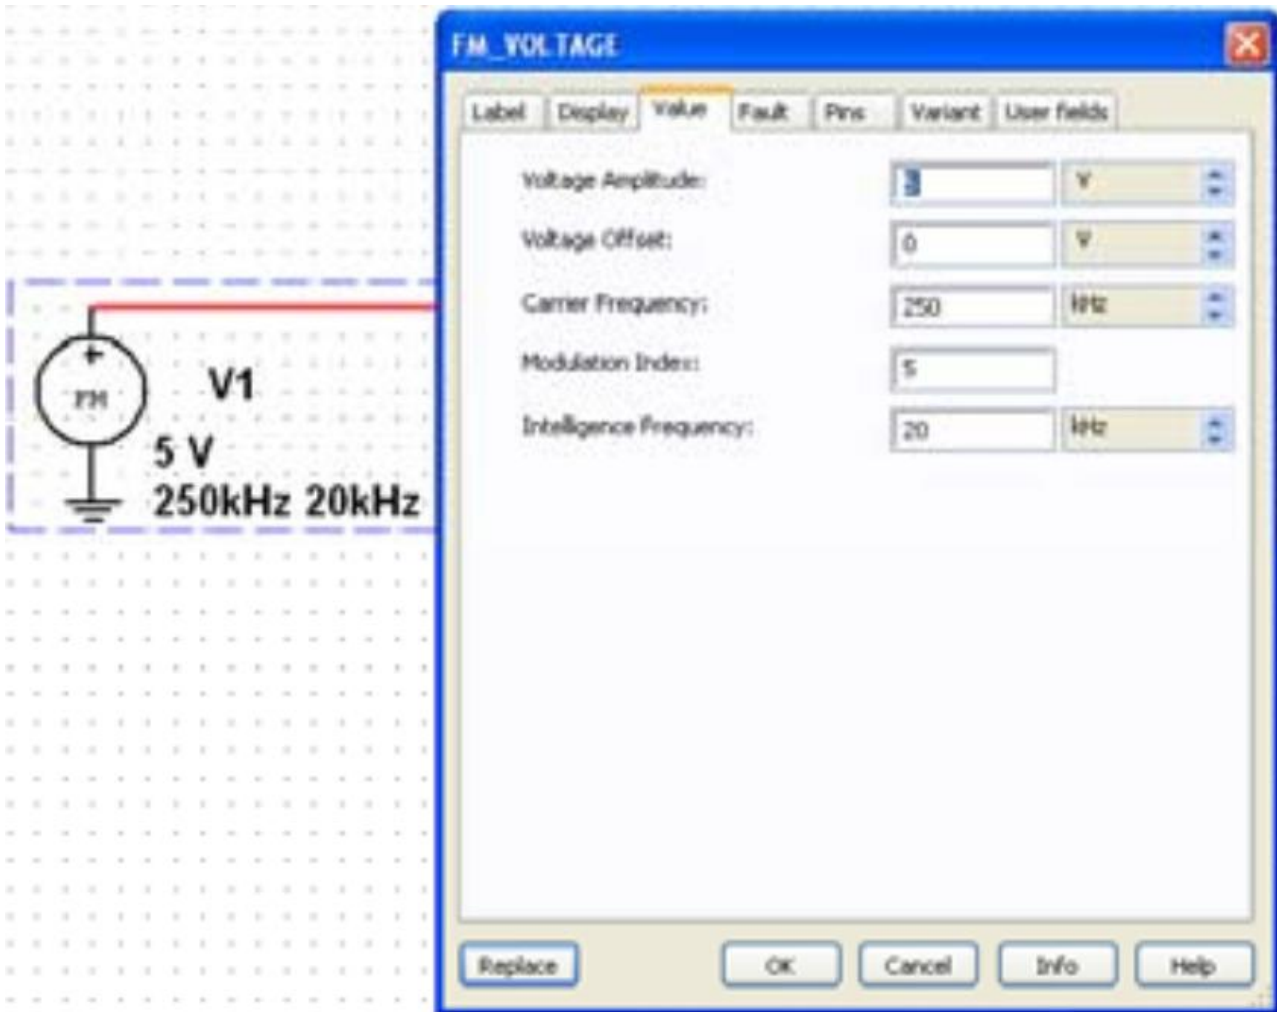 FM_VOLTAGE
Label Display Value Fault Pins Variant User fields
Voltage Amplitude: 5 V
Voltage Offset: 0 V
Carrier Frequency: 250 kHz
Modulation Index: 5
Intelligence Frequency: 20 kHz
FM
V1
5 V
250kHz 20kHz
Replace OK Cancel Info Help